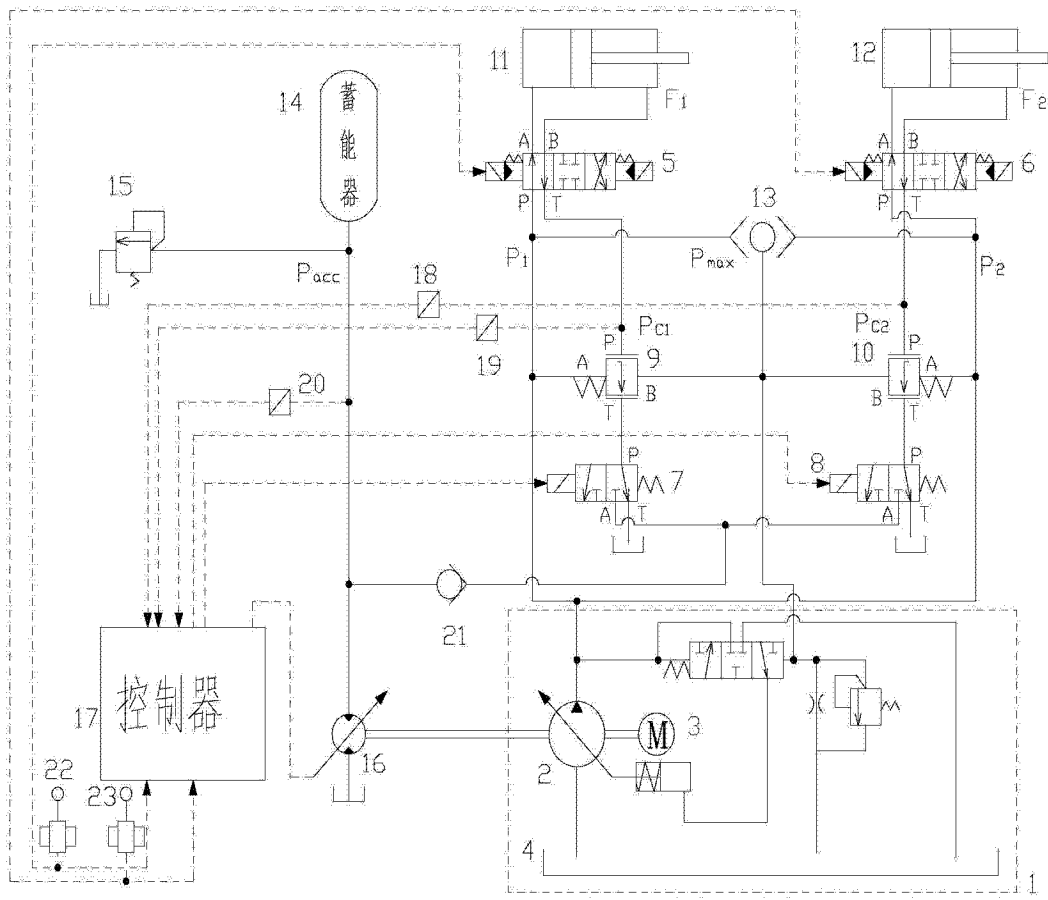 11
12
14
蓄
能
器
F1
F2
A B
A B
5
6
15
P T
P T
13
P1
Pmax
P2
Pacc
18
PC1
PC2
P
P
19
A
9
10
A
B
B
T
T
20
P
P
7
8
A T
A T
21
控制器
17
16
2
M
3
T
22
23
4
1